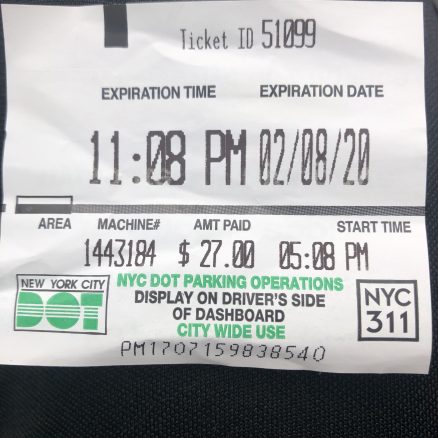 Ticket ID 51099
EXPIRATION TIME EXPIRATION DATE
11:08 PM 02/08/20
AREA MACHINE# AMT PAID START TIME
1443184 $ 27.00 05:08 PM
NEW YORK CITY
DOT
NYC DOT PARKING OPERATIONS
DISPLAY ON DRIVER'S SIDE
OF DASHBOARD
CITY WIDE USE
NYC
311
PM1707159838540